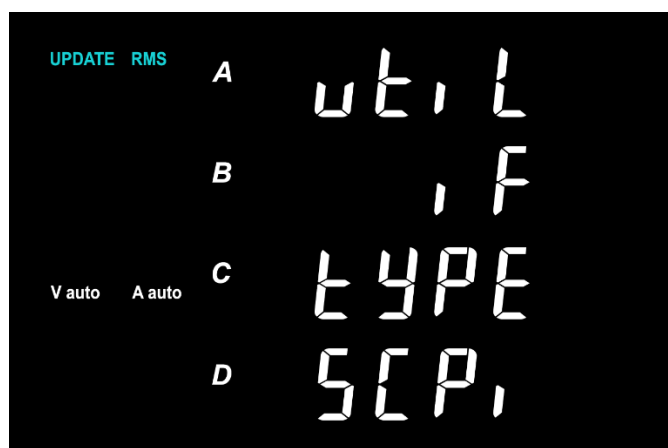 UPDATE RMS A utiL
B iF
V auto A auto C tYPE
D SCPi